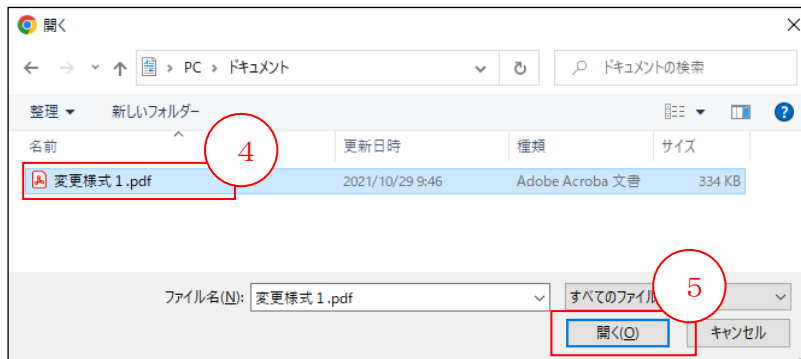 開く
PC › ドキュメント
ドキュメントの検索
整理 新しいフォルダー
名前 更新日時 種類 サイズ
4
変更様式１.pdf 2021/10/29 9:46 Adobe Acroba 文書 334 KB
ファイル名(N): 変更様式１.pdf すべてのファイル
5
開く(O) キャンセル